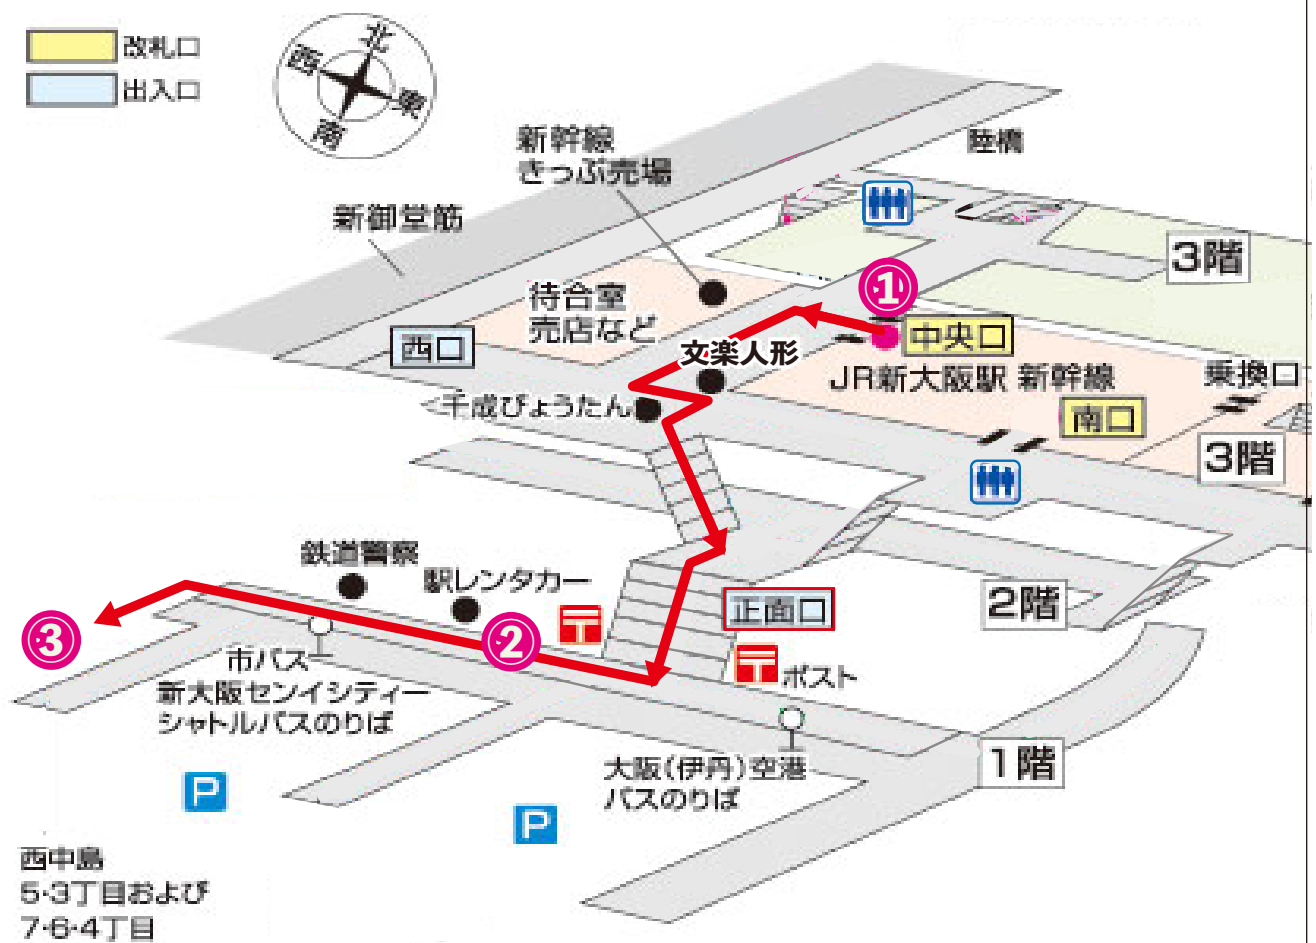 改札口
出入口
北
西
東
南
新幹線
きっぷ売場
陸橋
新御堂筋
3階
1
待合室
売店など
西口
文楽人形
中央口
JR新大阪駅 新幹線
乗換口
千成びょうたん
南口
3階
鉄道警察
駅レンタカー
2階
正面口
3
2
市バス
新大阪センイシティー
シャトルバスのりば
ポスト
1階
大阪(伊丹)空港
バスのりば
P
P
西中島
5・3丁目および
7・6・4丁目